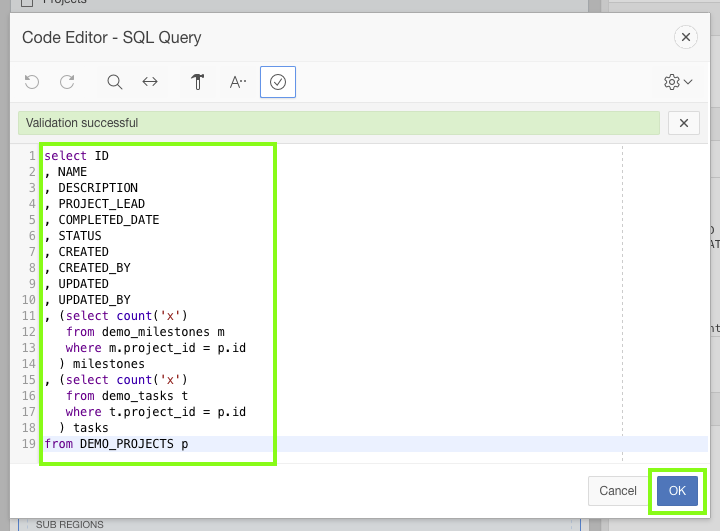 Projects
Code Editor - SQL Query
Validation successful
1 select ID
2 , NAME
3 , DESCRIPTION
4 , PROJECT_LEAD
5 , COMPLETED_DATE
6 , STATUS
7 , CREATED
8 , CREATED_BY
9 , UPDATED
10 , UPDATED_BY
11 , (select count('x')
12 from demo_milestones m
13 where m.project_id = p.id
14 ) milestones
15 , (select count('x')
16 from demo_tasks t
17 where t.project_id = p.id
18 ) tasks
19 from DEMO_PROJECTS p
Cancel OK
SUB REGIONS